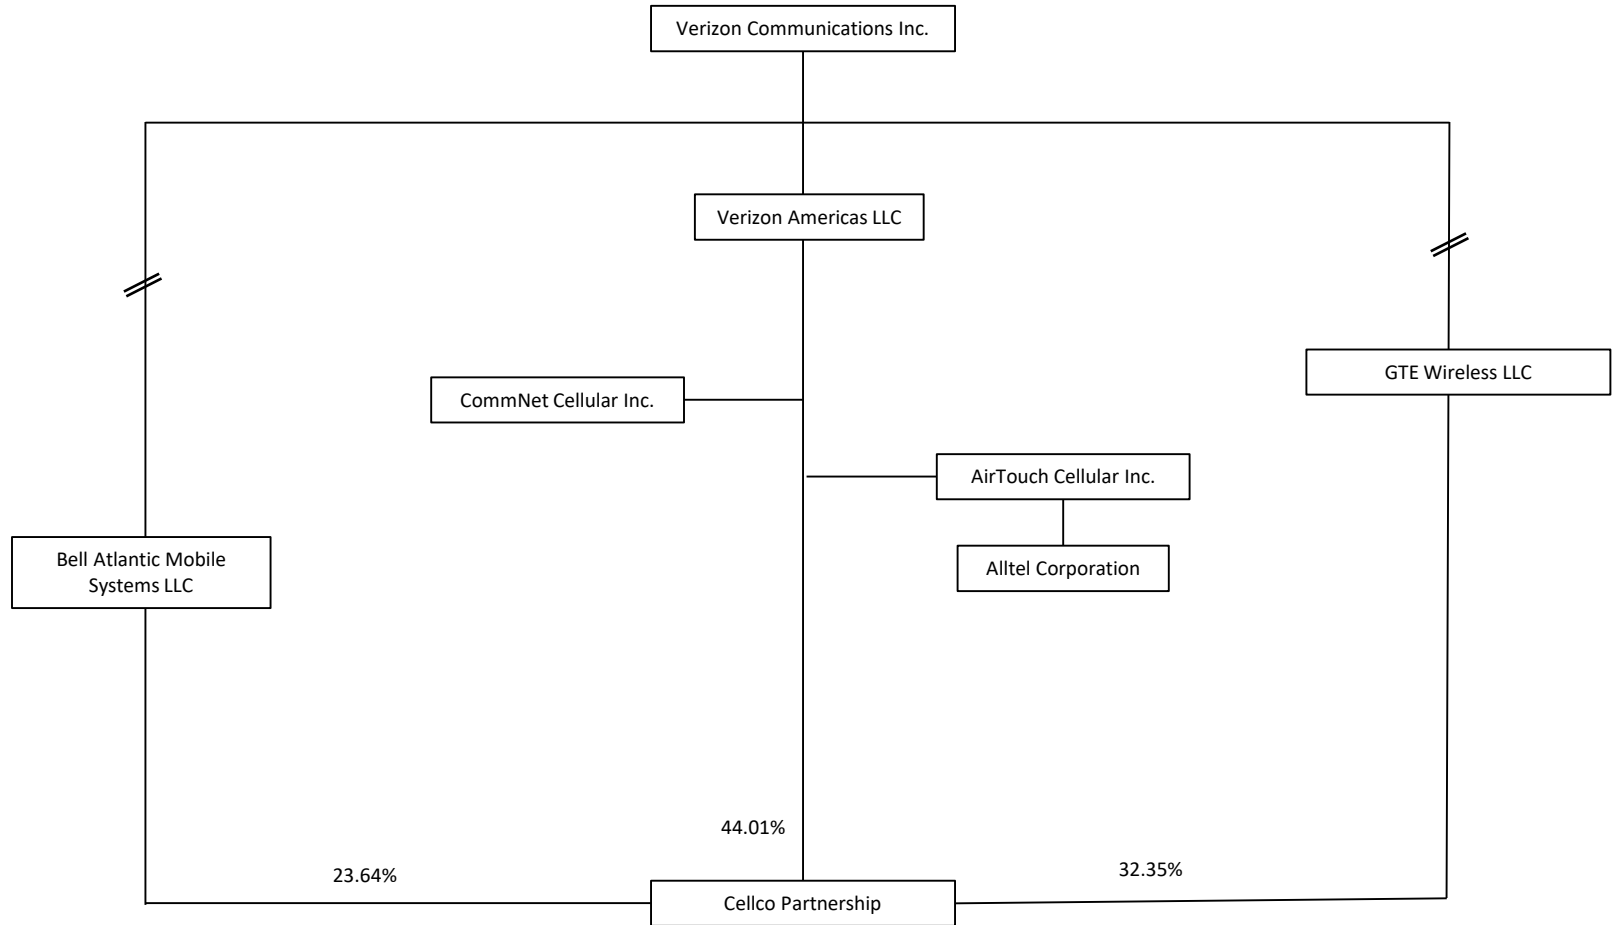 Verizon Communications Inc.
Verizon Americas LLC
GTE Wireless LLC
CommNet Cellular Inc.
AirTouch Cellular Inc.
Bell Atlantic Mobile
Systems LLC
Alltel Corporation
44.01%
23.64%
32.35%
Cellco Partnership